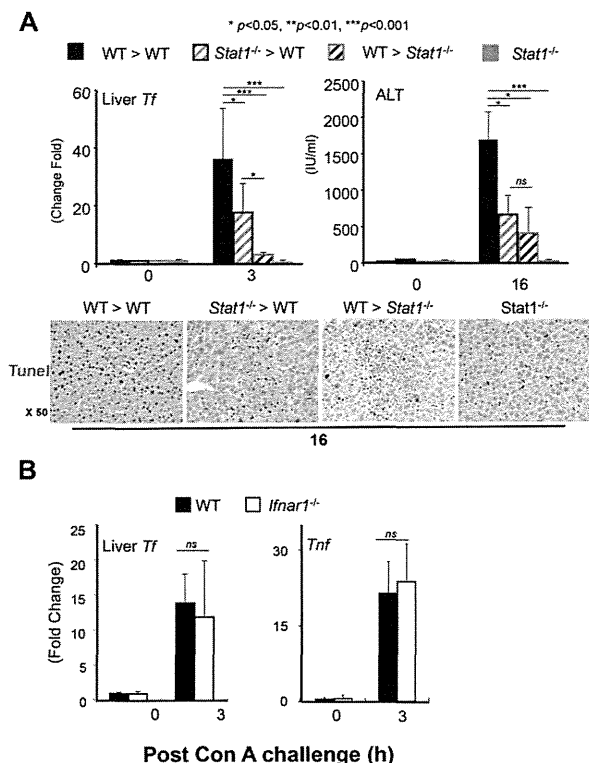 A
* p<0.05, **p<0.01, ***p<0.001
WT > WT Stat1-/- > WT WT > Stat1-/- Stat1-/-
Liver Tf
(Change Fold)
60
40
20
0
***
***
*
*
0 3
ALT
(IU/ml)
2500
2000
1500
1000
500
0
***
*
*
ns
0 16
WT > WT Stat1-/- > WT WT > Stat1-/- Stat1-/-
Tunel
x 50
16
B
WT Ifnar1-/-
Liver Tf
(Fold Change)
25
20
15
10
5
0
ns
0 3
Tnf
30
15
0
ns
0 3
Post Con A challenge (h)